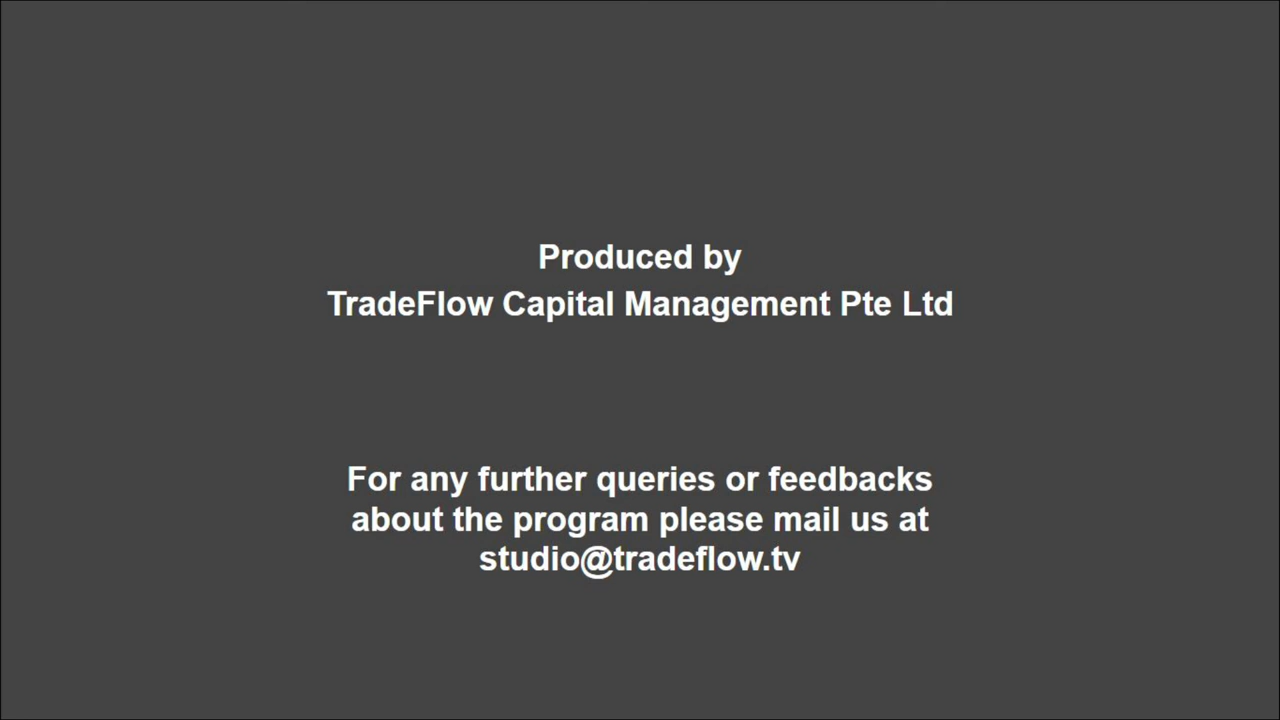 Produced by
TradeFlow Capital Management Pte Ltd
For any further queries or feedbacks
about the program please mail us at
studio@tradeflow.tv